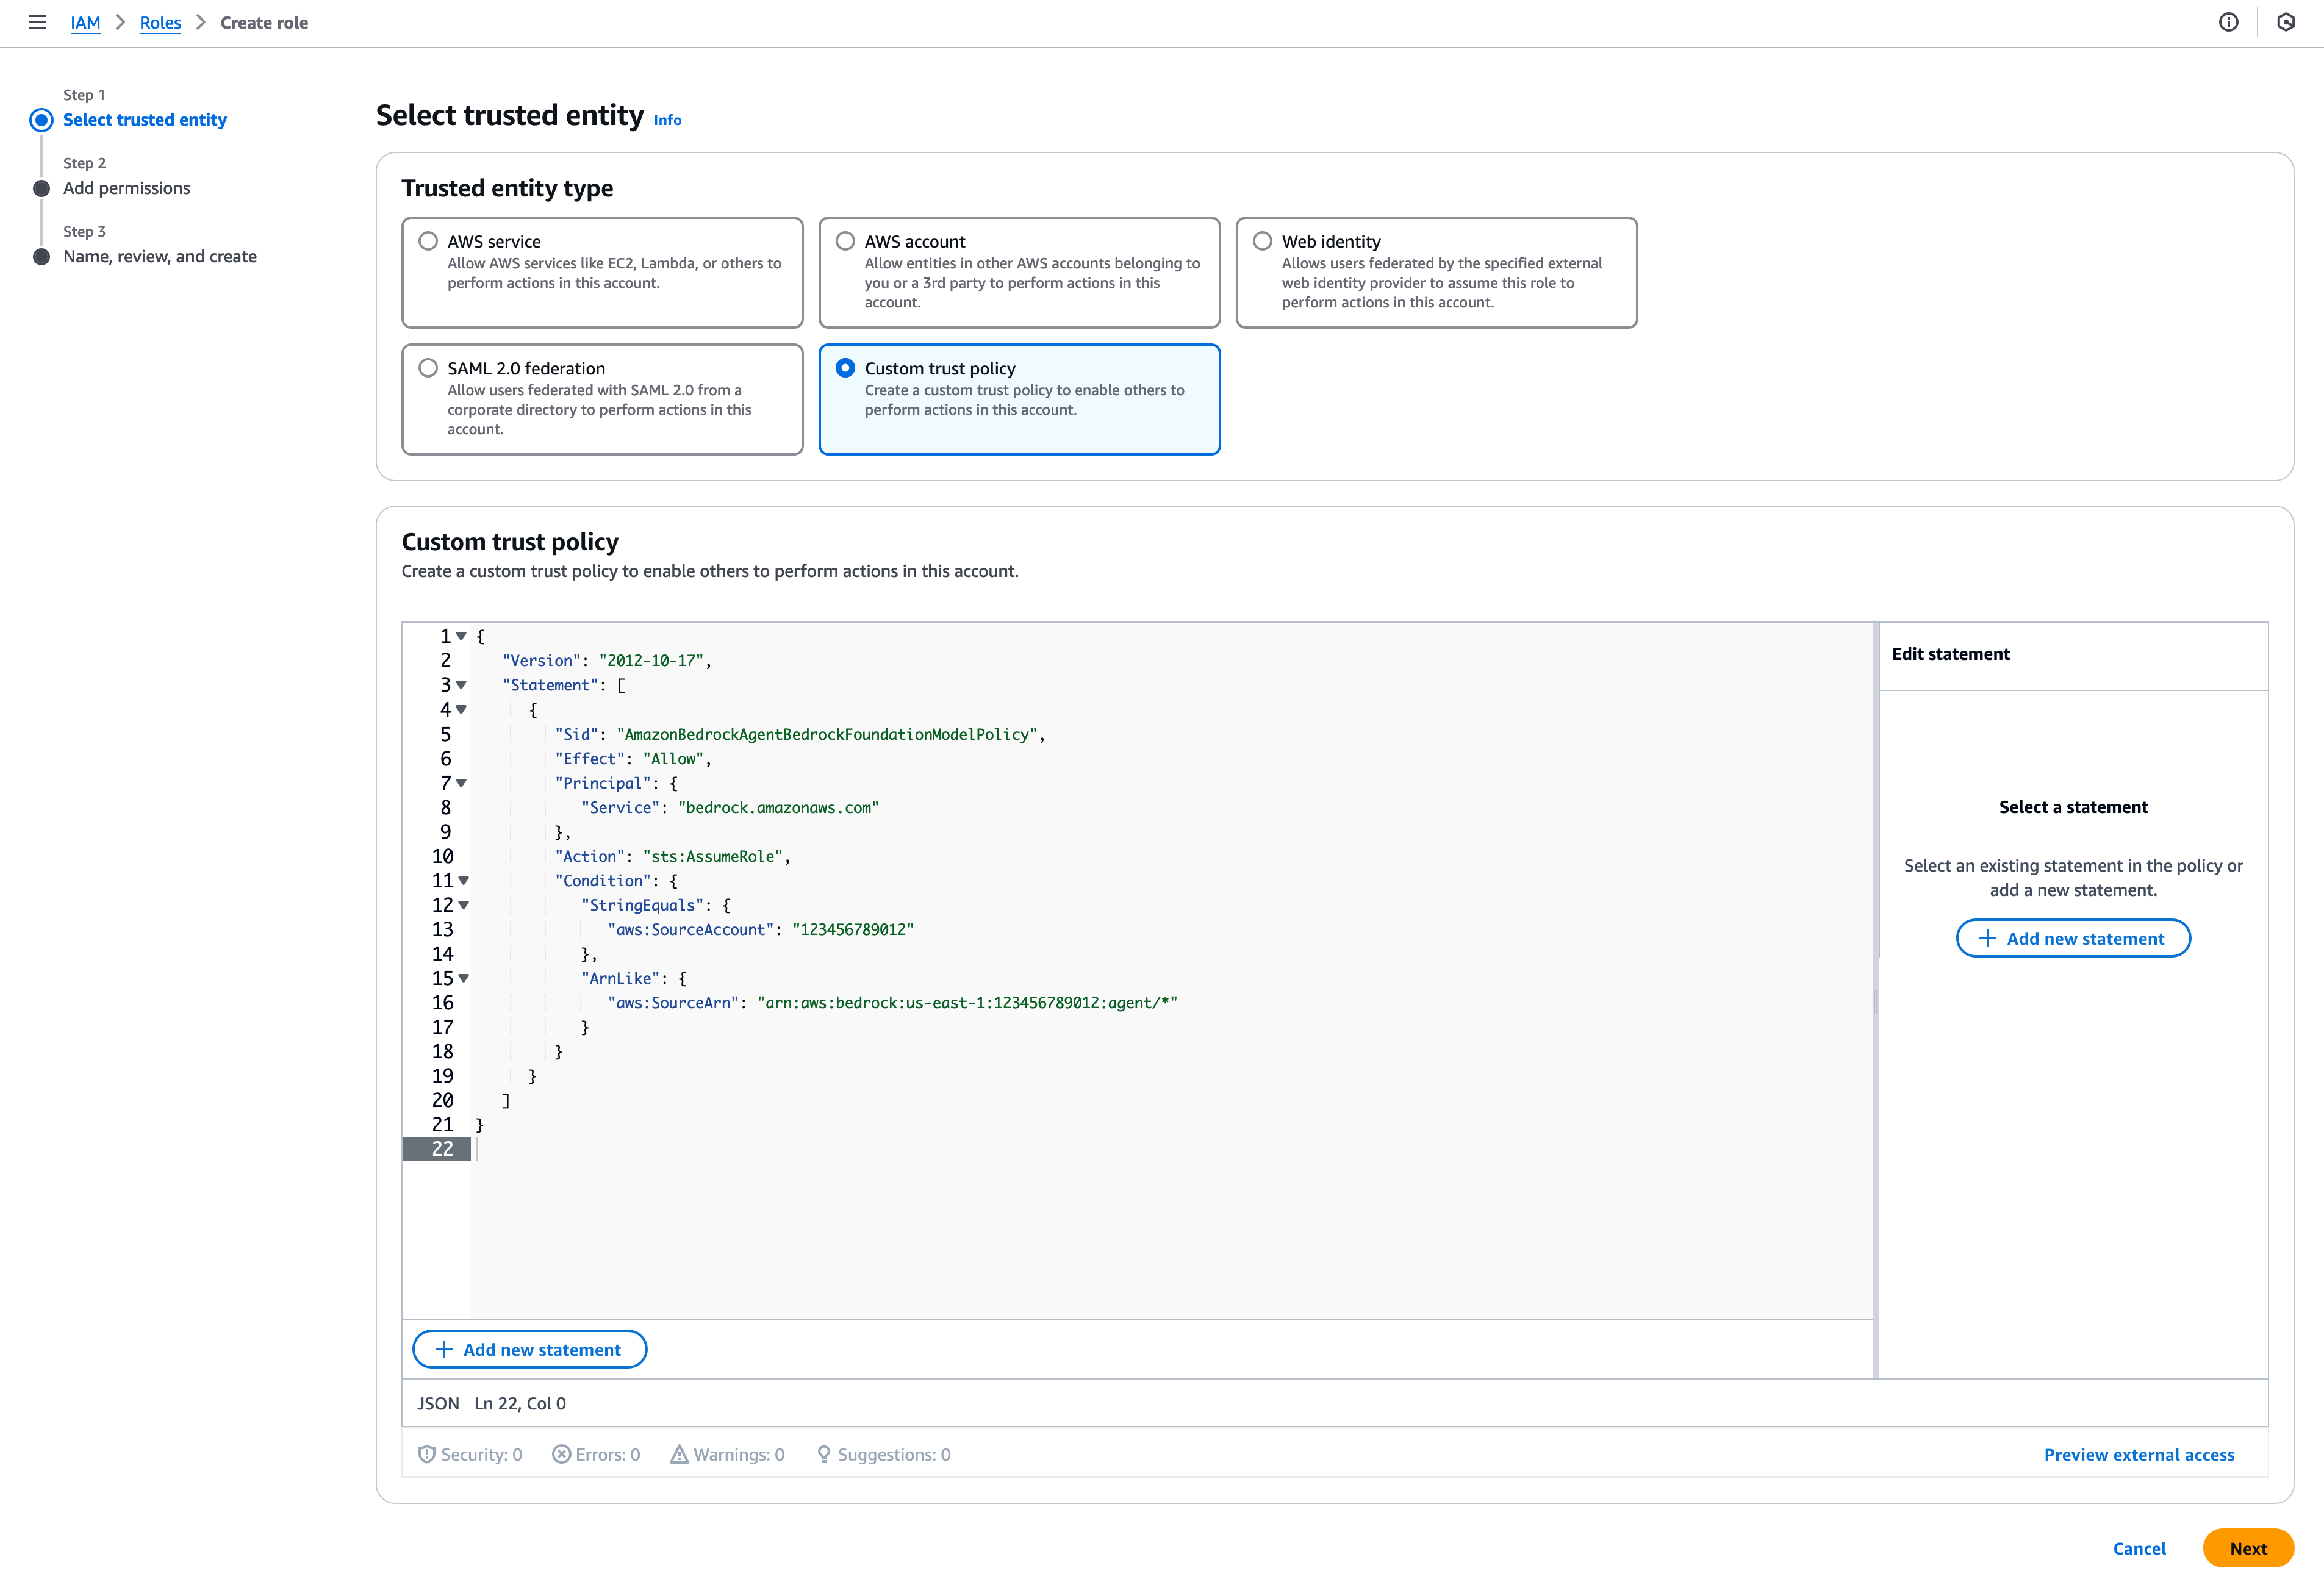 IAM > Roles > Create role
Step 1
Select trusted entity
Step 2
Add permissions
Step 3
Name, review, and create
Select trusted entity Info
Trusted entity type
AWS service
Allow AWS services like EC2, Lambda, or others to
perform actions in this account.
AWS account
Allow entities in other AWS accounts belonging to
you or a 3rd party to perform actions in this
account.
Web identity
Allows users federated by the specified external
web identity provider to assume this role to
perform actions in this account.
SAML 2.0 federation
Allow users federated with SAML 2.0 from a
corporate directory to perform actions in this
account.
Custom trust policy
Create a custom trust policy to enable others to
perform actions in this account.
Custom trust policy
Create a custom trust policy to enable others to perform actions in this account.
1 {
2 "Version": "2012-10-17",
3 "Statement": [
4 {
5 "Sid": "AmazonBedrockAgentBedrockFoundationModelPolicy",
6 "Effect": "Allow",
7 "Principal": {
8 "Service": "bedrock.amazonaws.com"
9 },
10 "Action": "sts:AssumeRole",
11 "Condition": {
12 "StringEquals": {
13 "aws:SourceAccount": "123456789012"
14 },
15 "ArnLike": {
16 "aws:SourceArn": "arn:aws:bedrock:us-east-1:123456789012:agent/*"
17 }
18 }
19 }
20 ]
21 }
22
Add new statement
JSON Ln 22, Col 0
Security: 0 Errors: 0 Warnings: 0 Suggestions: 0
Edit statement
Select a statement
Select an existing statement in the policy or
add a new statement.
Add new statement
Preview external access
Cancel Next